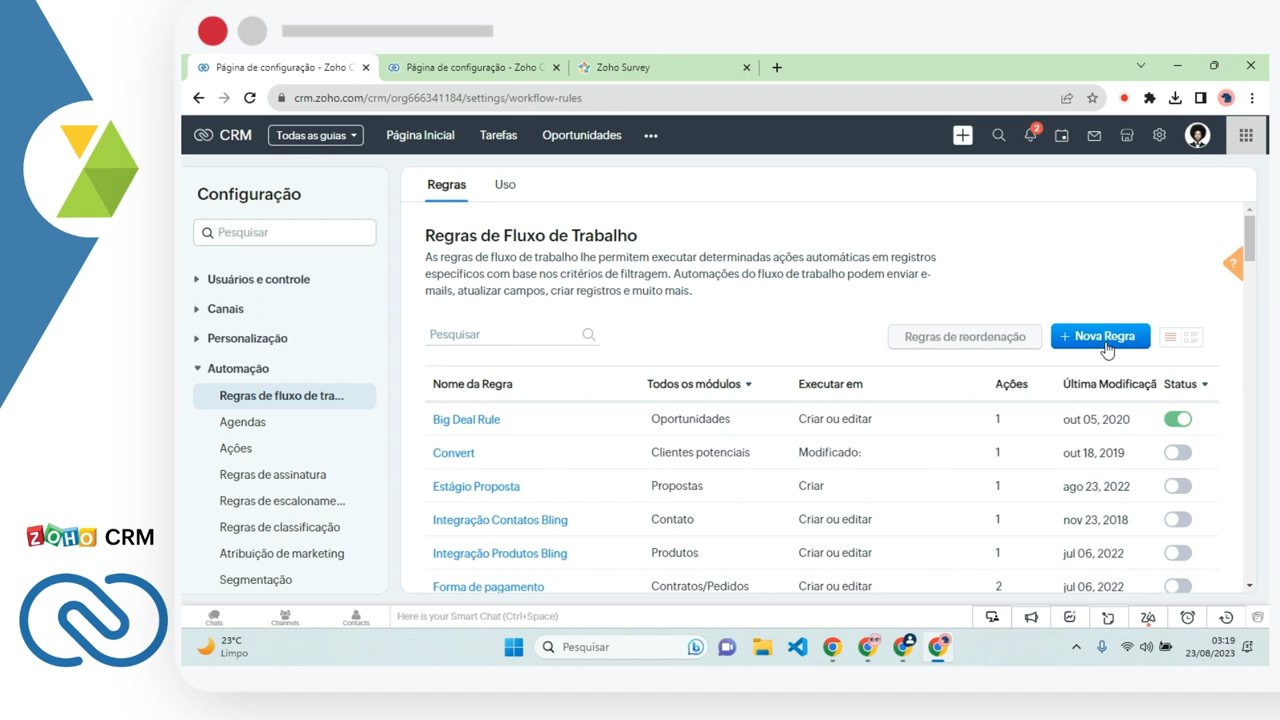 Página de configuração - Zoho C
Página de configuração - Zoho C
Zoho Survey
crm.zoho.com/crm/org666341184/settings/workflow-rules
CRM
Todas as guias
Página Inicial
Tarefas
Oportunidades
2
Configuração
Pesquisar
Usuários e controle
Canais
Personalização
Automação
Regras de fluxo de tra...
Agendas
Ações
Regras de assinatura
Regras de escaloname...
Regras de classificação
Atribuição de marketing
Segmentação
Regras
Uso
Regras de Fluxo de Trabalho
As regras de fluxo de trabalho lhe permitem executar determinadas ações automáticas em registros
específicos com base nos critérios de filtragem. Automações do fluxo de trabalho podem enviar e-
mails, atualizar campos, criar registros e muito mais.
Pesquisar
Regras de reordenação
+ Nova Regra
?
Nome da Regra Todos os módulos Executar em Ações Última Modificaçã Status
Big Deal Rule Oportunidades Criar ou editar 1 out 05, 2020
Convert Clientes potenciais Modificado: 1 out 18, 2019
Estágio Proposta Propostas Criar 1 ago 23, 2022
Integração Contatos Bling Contato Criar ou editar 1 nov 23, 2018
Integração Produtos Bling Produtos Criar ou editar 1 jul 06, 2022
Forma de pagamento Contratos/Pedidos Criar ou editar 2 jul 06, 2022
Chats
Channels
Contacts
Here is your Smart Chat (Ctrl+Space)
23°C
Limpo
Pesquisar
03:19
23/08/2023
ZOHO CRM